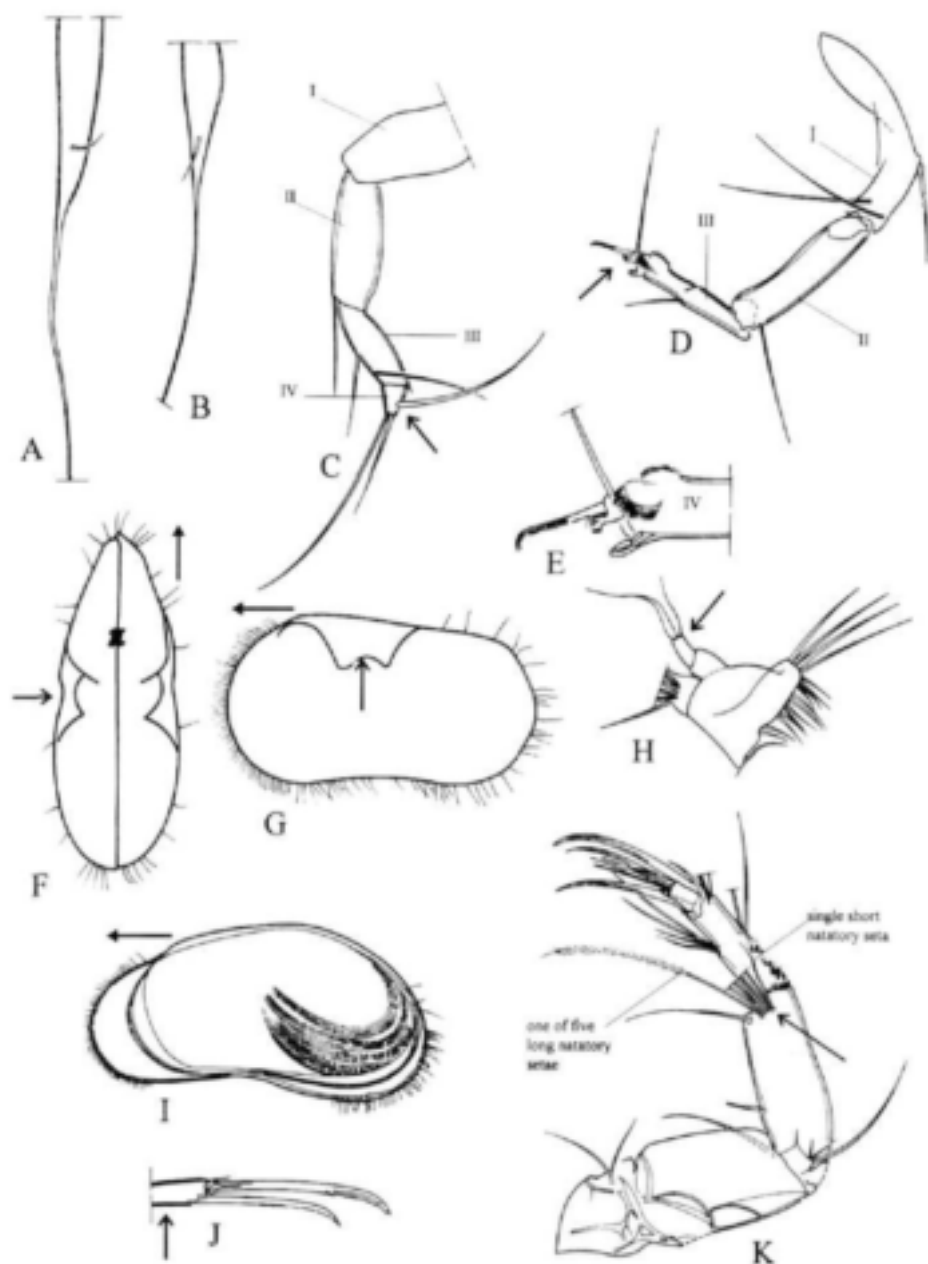 I
II
III
IV
A
B
C
I
III
II
D
IV
E
F
G
H
I
single short
natatory seta
one of five
long natatory
setae
J
K